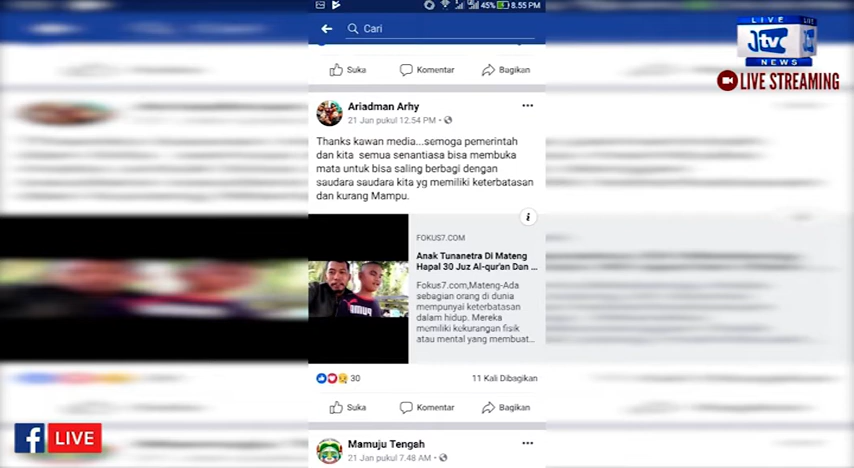 45% 8.55 PM
Cari
Suka Komentar Bagikan
LIVE
jtv
NEWS
LIVE STREAMING
Ariadman Arhy
21 Jun pukul 12.54 PM
Thanks kawan media...semoga pemerintah
dan kita semua senantiasa bisa membuka
mata untuk bisa saling berbagi dengan
saudara saudara kita yg memiliki keterbatasan
dan kurang Mampu.
FOKUS7.COM
Anak Tunanetra Di Mateng
Hapal 30 Juz Al-qur'an Dan ...
Fokus7.com,Mateng-Ada
sebagian orang di dunia
mempunyai keterbatasan
dalam hidup. Mereka
memiliki kekurangan fisik
atau mental yang membuat...
30 11 Kali Dibagikan
Suka Komentar Bagikan
f LIVE
Mamuju Tengah
21 Jan pukul 7.48 AM